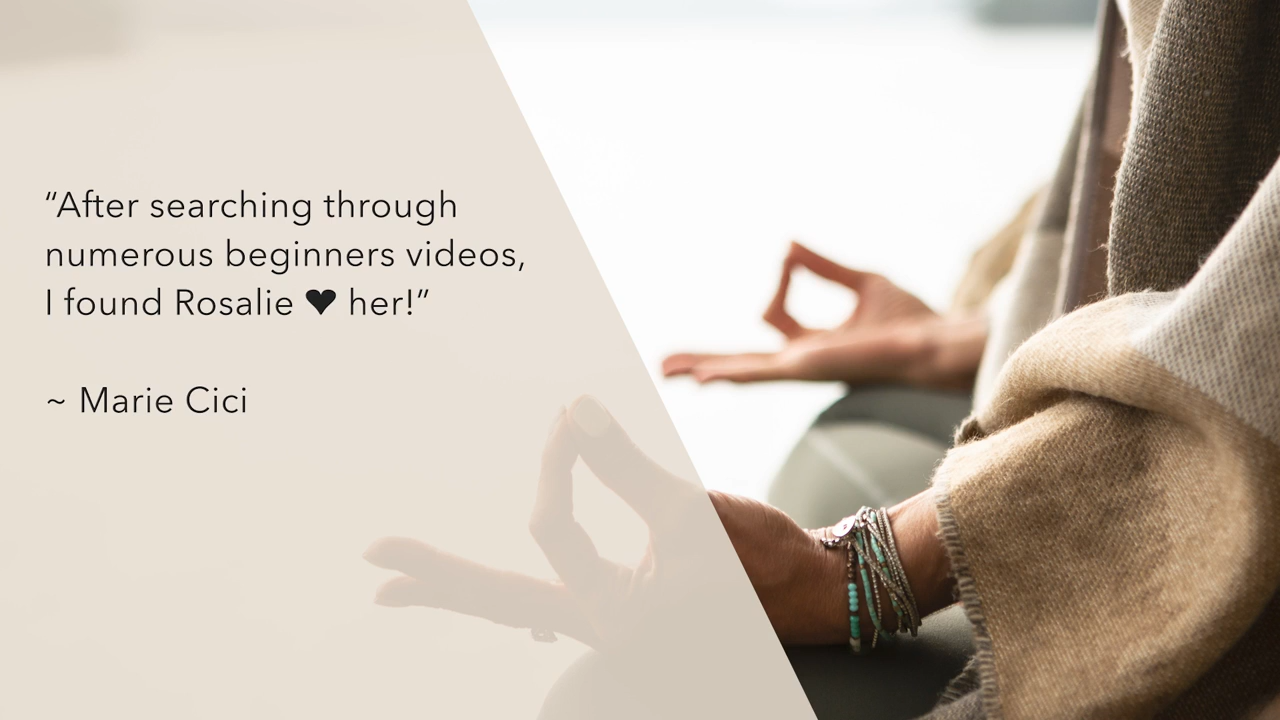 “After searching through
numerous beginners videos,
I found Rosalie ♥ her!”
~ Marie Cici